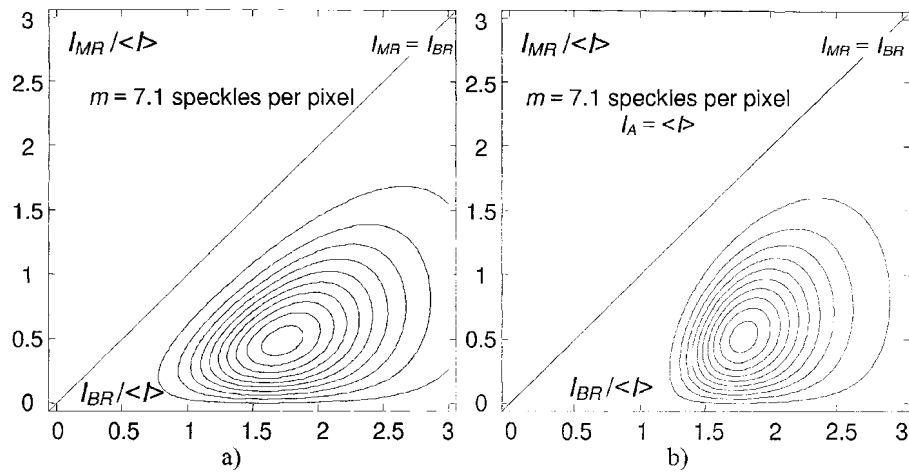 3
I_MR/<I>
I_MR = I_BR
2.5
m = 7.1 speckles per pixel
2
1.5
1
0.5
0
I_BR/<I>
0 0.5 1 1.5 2 2.5 3
a)
3
I_MR/<I>
I_MR = I_BR
2.5
m = 7.1 speckles per pixel
I_A = <I>
2
1.5
1
0.5
0
I_BR/<I>
0 0.5 1 1.5 2 2.5 3
b)